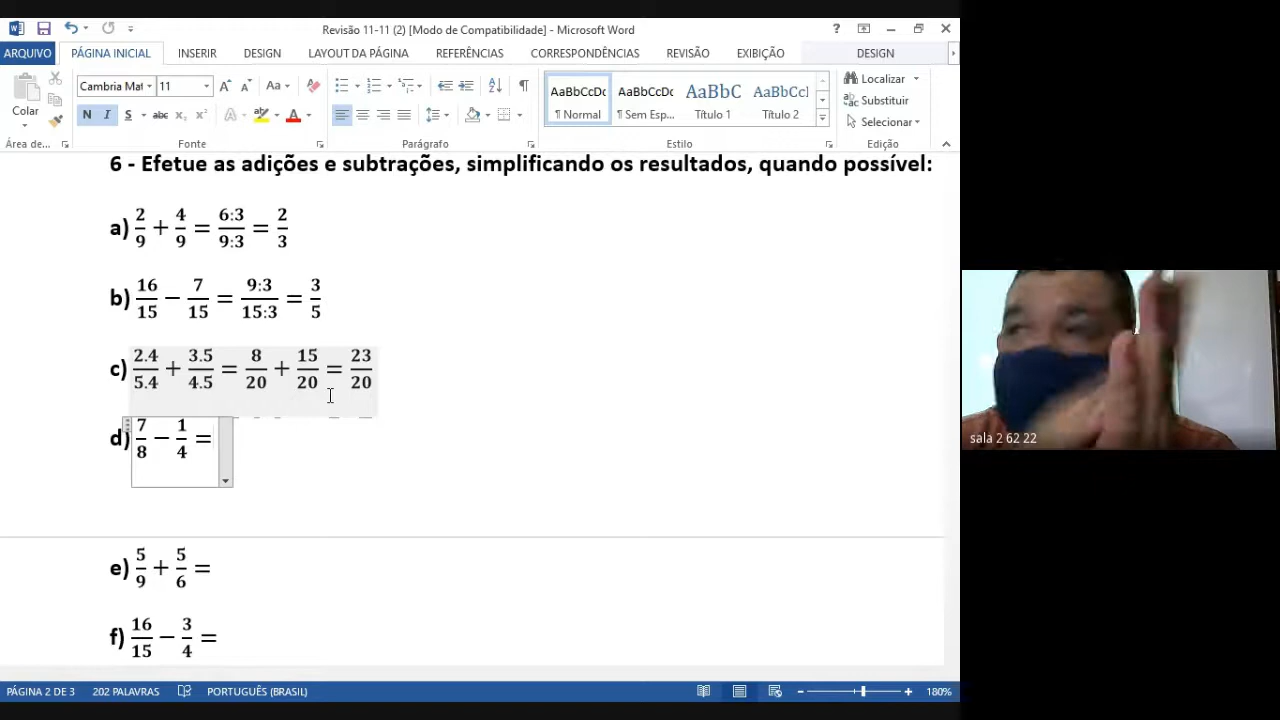 Revisão 11-11 (2) [Modo de Compatibilidade] - Microsoft Word
ARQUIVO PÁGINA INICIAL INSERIR DESIGN LAYOUT DA PÁGINA REFERÊNCIAS CORRESPONDÊNCIAS REVISÃO EXIBIÇÃO DESIGN
Colar
Cambria Mat 11
Aa
N I S abc x₂ x² A A
AaBbCcDc AaBbCcDc AaBbC AaBbCcl
¶ Normal ¶ Sem Esp... Título 1 Título 2
Localizar
Substituir
Selecionar
Área de... Fonte Parágrafo Estilo Edição
6 - Efetue as adições e subtrações, simplificando os resultados, quando possível:
a) 2/9 + 4/9 = 6:3/9:3 = 2/3
b) 16/15 − 7/15 = 9:3/15:3 = 3/5
c) 2.4/5.4 + 3.5/4.5 = 8/20 + 15/20 = 23/20
d) 7/8 − 1/4 =
e) 5/9 + 5/6 =
f) 16/15 − 3/4 =
sala 2 62 22
PÁGINA 2 DE 3 202 PALAVRAS PORTUGUÊS (BRASIL) 180%